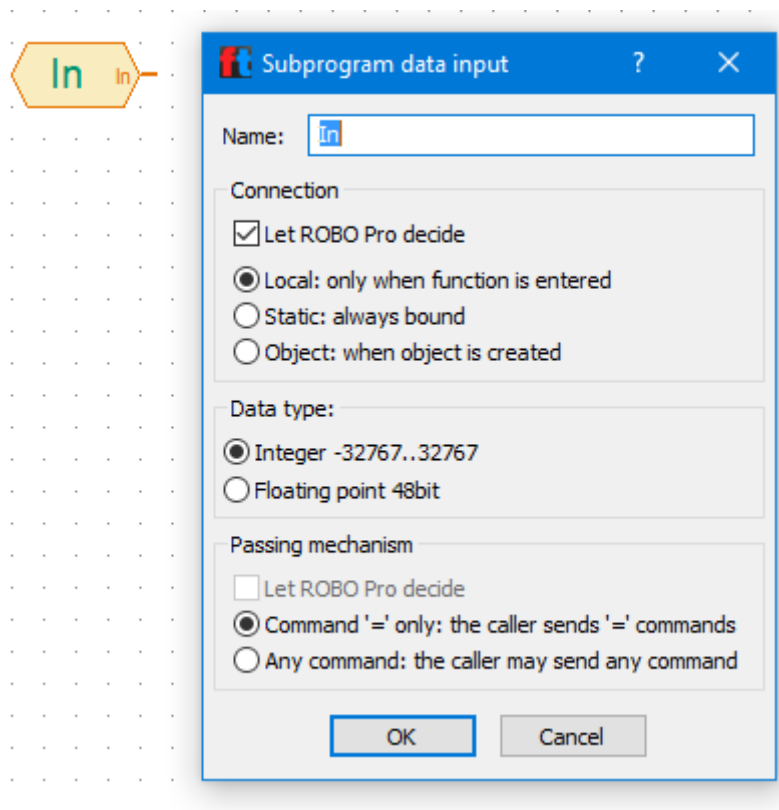 In In
ft Subprogram data input ?
Name: In
Connection
Let ROBO Pro decide
Local: only when function is entered
Static: always bound
Object: when object is created
Data type:
Integer -32767..32767
Floating point 48bit
Passing mechanism
Let ROBO Pro decide
Command '=' only: the caller sends '=' commands
Any command: the caller may send any command
OK Cancel